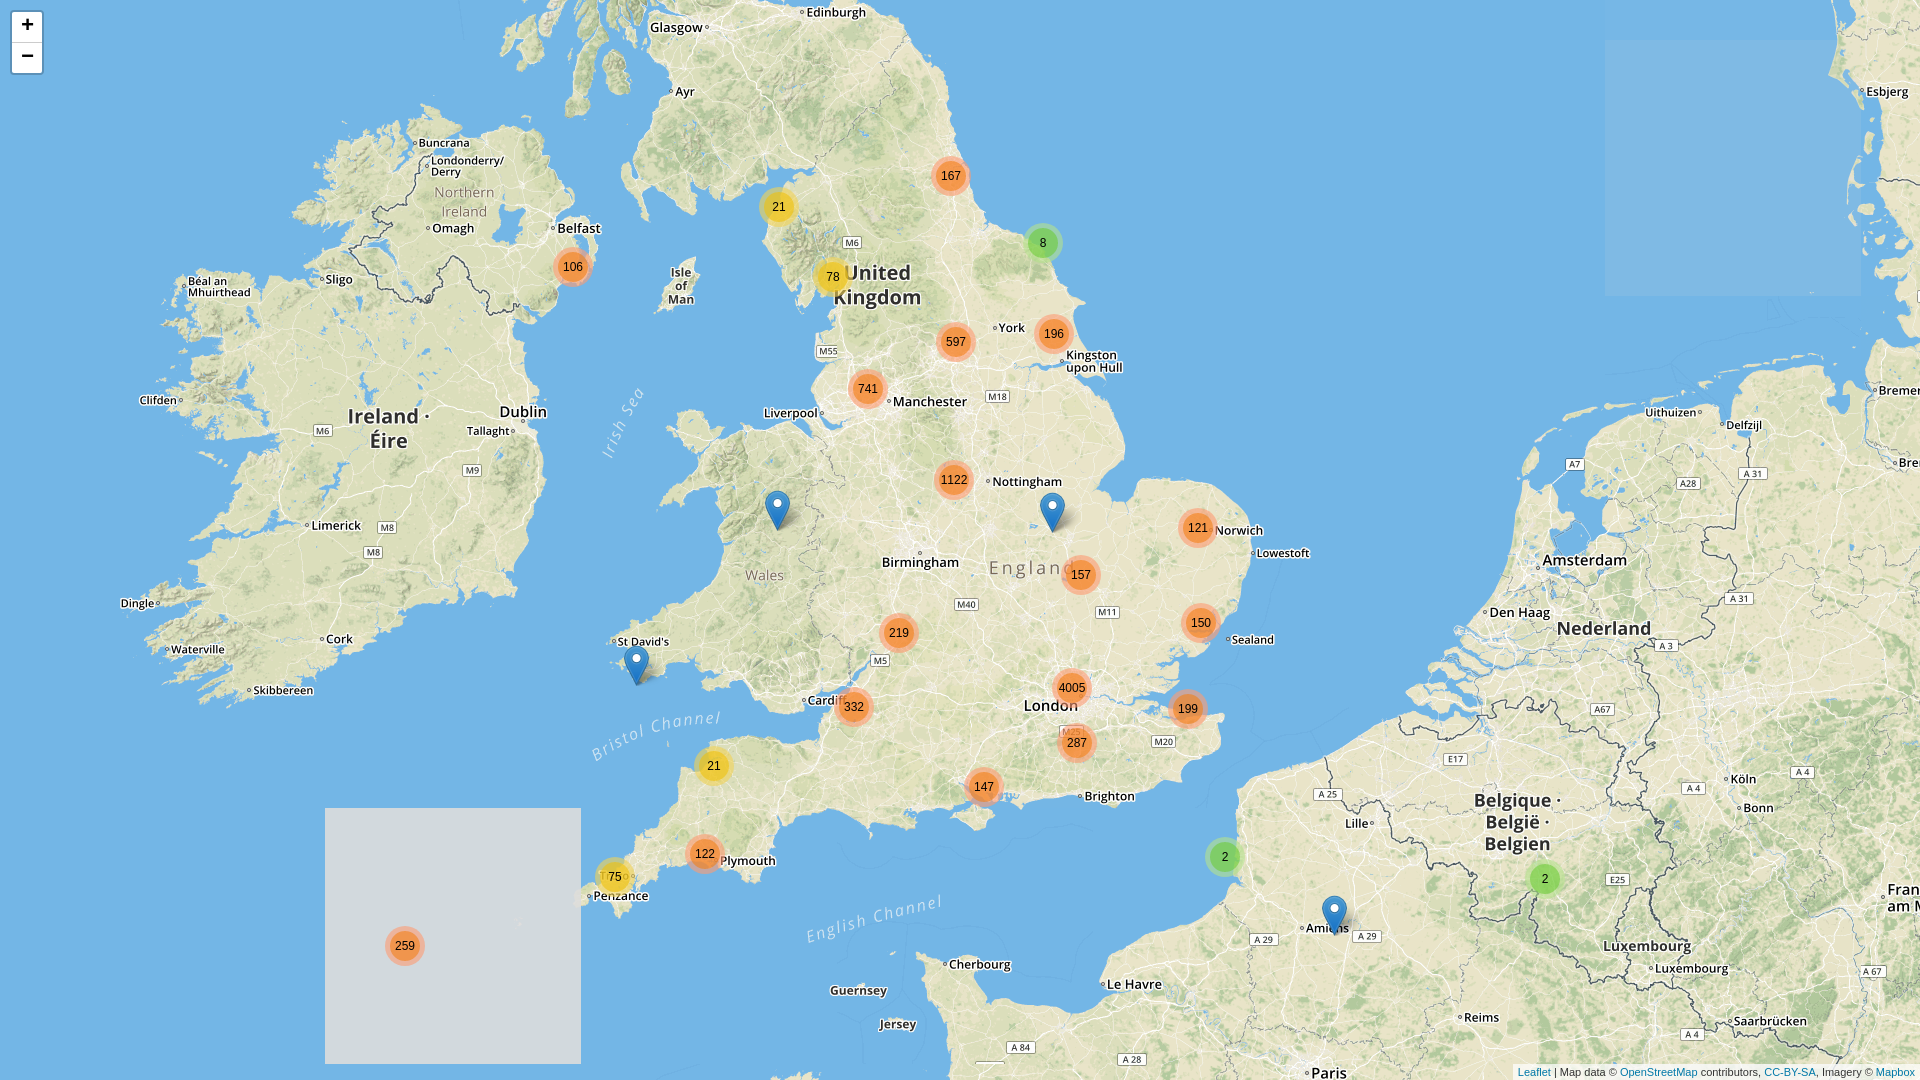 +
−
Edinburgh
Glasgow
Ayr
Esbjerg
Buncrana
Londonderry/
Derry
Northern
Ireland
Omagh
Belfast
106
167
21
8
M6
78
United
Kingdom
Isle
of
Man
Sligo
Béal an
Mhuirthead
York
597
196
Kingston
upon Hull
M55
741
Manchester
M18
Liverpool
Irish Sea
Clifden
Ireland ·
Éire
Dublin
Tallaght
M6
M9
Bremer
Uithuizen
Delfzijl
Bre
A7
A 31
A28
1122
Nottingham
121
Norwich
Lowestoft
Limerick
M8
M8
Birmingham
England
157
Wales
Amsterdam
Den Haag
A 31
Nederland
A 3
Dingle
Cork
Waterville
Skibbereen
M40
M11
219
150
Sealand
St David's
M5
4005
London
Cardiff
332
199
M25
287
M20
A67
E17
Bristol Channel
21
147
Brighton
Köln
A 4
A 4
Bonn
A 25
Lille
Belgique ·
België ·
Belgien
122
Plymouth
75
Penzance
2
2
E25
Fran
am M
English Channel
Amiens
A 29
A 29
259
Luxembourg
Luxembourg
A 67
Cherbourg
Le Havre
Guernsey
Jersey
Reims
Saarbrücken
A 84
A 28
A 4
Paris
Leaflet | Map data © OpenStreetMap contributors, CC-BY-SA, Imagery © Mapbox